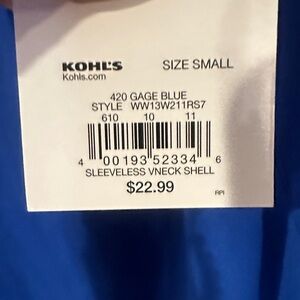 KOHL'S SIZE SMALL
Kohls.com
420 GAGE BLUE
STYLE WW13W211RS7
610 10 11
4 00193 52334 6
SLEEVELESS VNECK SHELL
$22.99
RPI